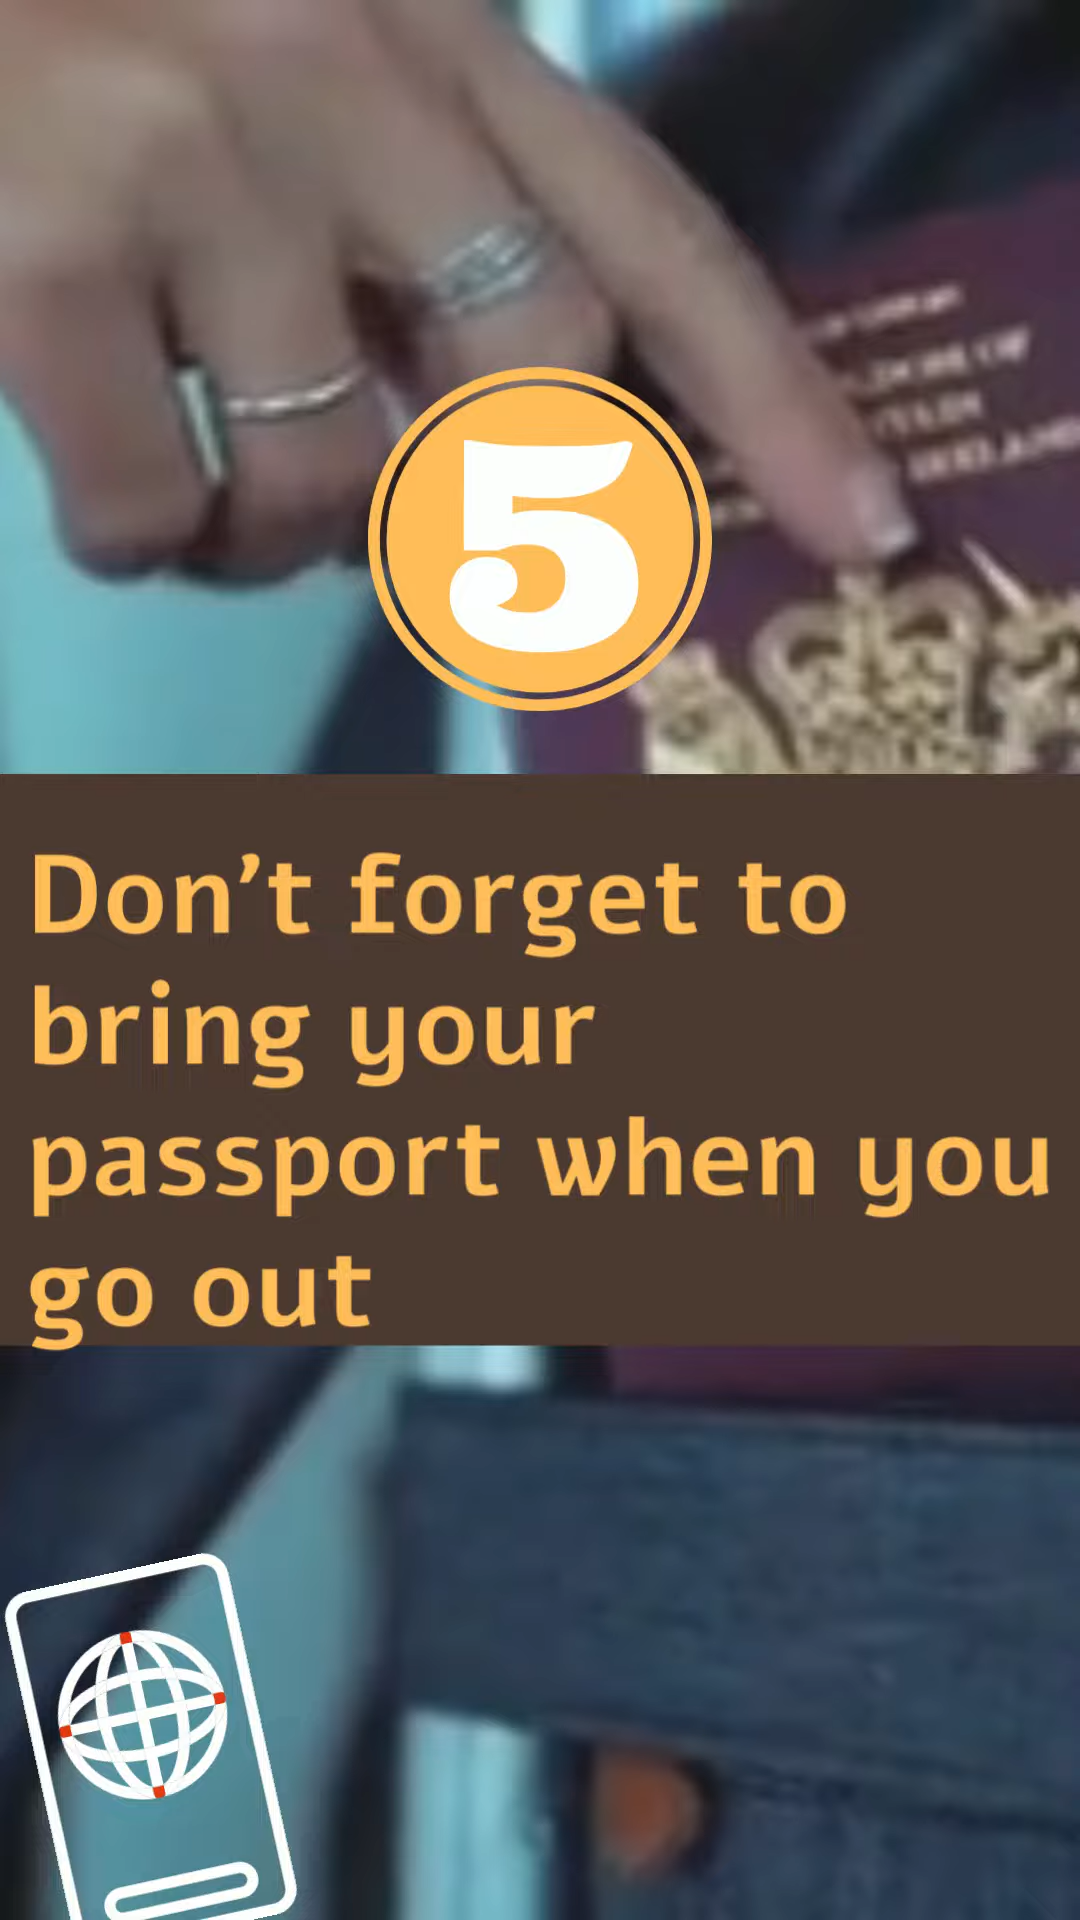 5
Don’t forget to
bring your
passport when you
go out